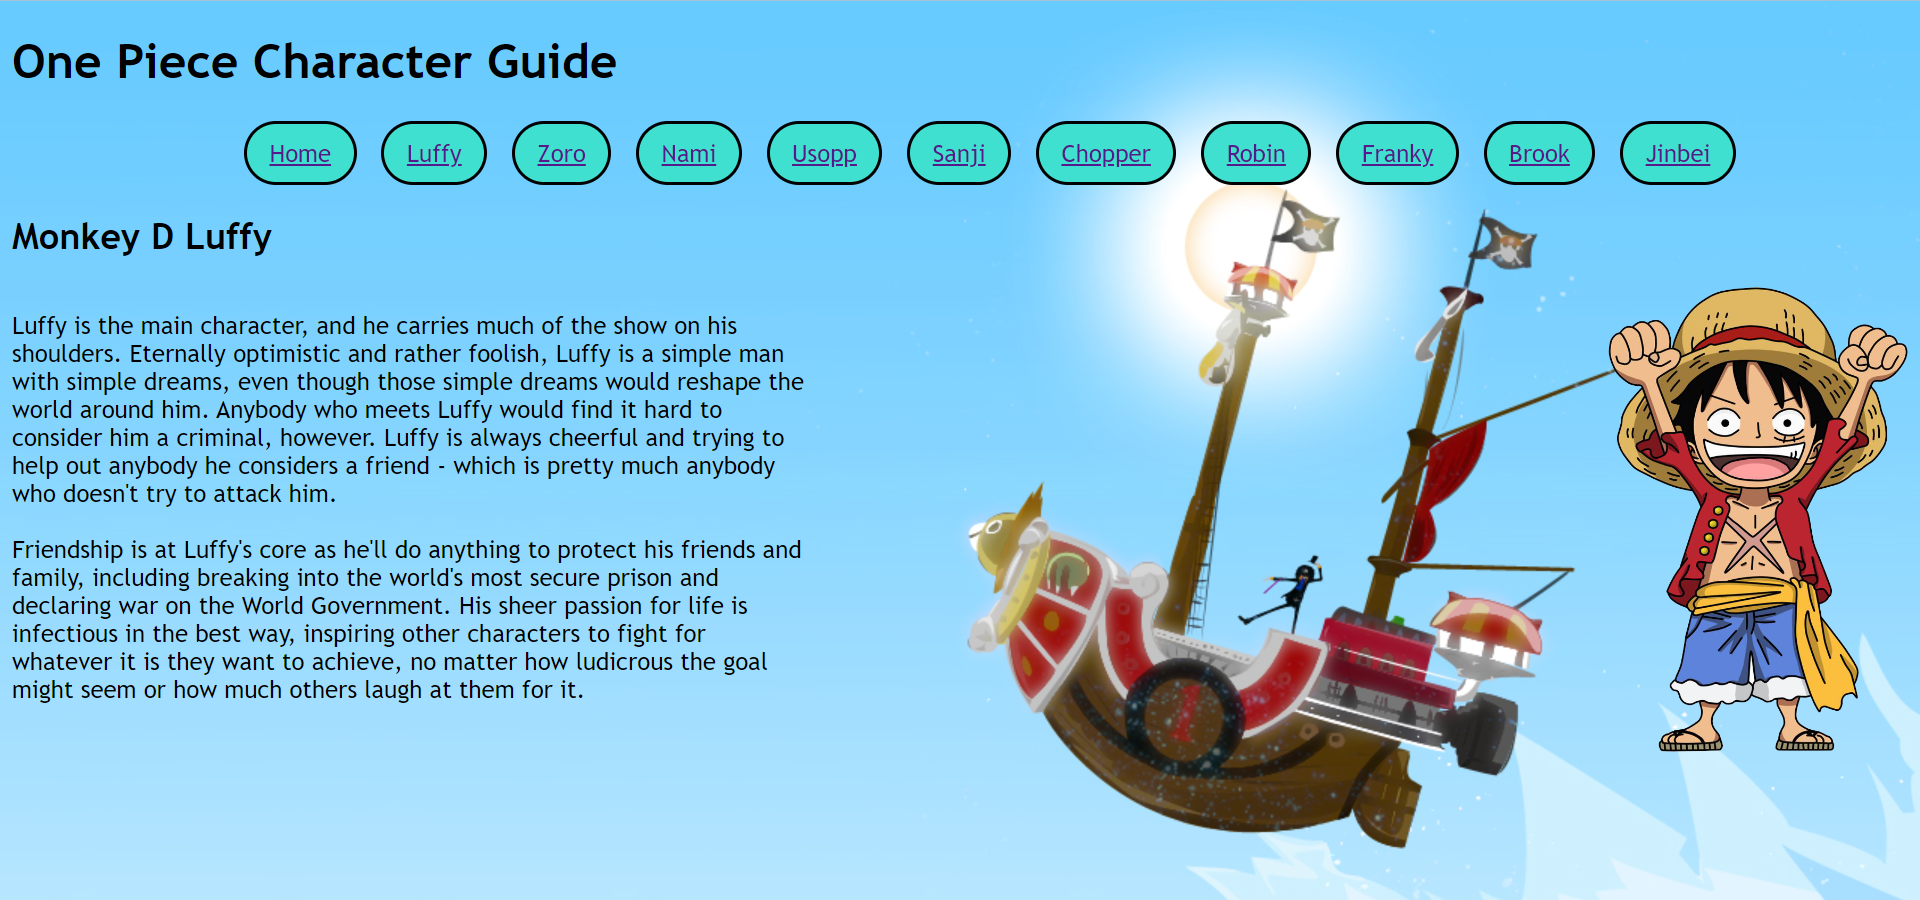 One Piece Character Guide
Home Luffy Zoro Nami Usopp Sanji Chopper Robin Franky Brook Jinbei
Monkey D Luffy
Luffy is the main character, and he carries much of the show on his
shoulders. Eternally optimistic and rather foolish, Luffy is a simple man
with simple dreams, even though those simple dreams would reshape the
world around him. Anybody who meets Luffy would find it hard to
consider him a criminal, however. Luffy is always cheerful and trying to
help out anybody he considers a friend - which is pretty much anybody
who doesn't try to attack him.
Friendship is at Luffy's core as he'll do anything to protect his friends and
family, including breaking into the world's most secure prison and
declaring war on the World Government. His sheer passion for life is
infectious in the best way, inspiring other characters to fight for
whatever it is they want to achieve, no matter how ludicrous the goal
might seem or how much others laugh at them for it.
1